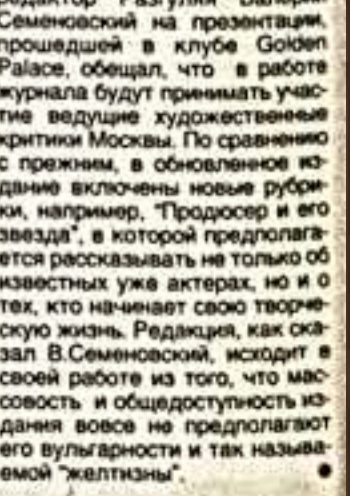 редактор "Разгуляя" Валерий
Семеновский на презентации,
прошедшей в клубе Golden
Palace, обещал, что в работе
журнала будут принимать учас-
тие ведущие художественные
критики Москвы. По сравнению
с прежним, в обновленное из-
дание включены новые рубри-
ки, например, "Продюсер и его
звезда", в которой предполага-
ется рассказывать не только об
известных уже актерах, но и о
тех, кто начинает свою творче-
скую жизнь. Редакция, как ска-
зал В.Семеновский, исходит в
своей работе из того, что мас-
совость и общедоступность из-
дания вовсе не предполагают
его вульгарности и так называ-
емой "желтизны".